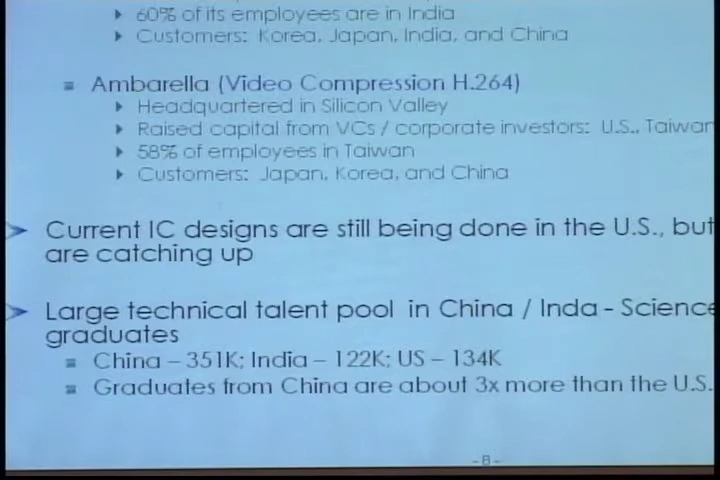 60% of its employees are in India
Customers: Korea, Japan, India, and China
Ambarella (Video Compression H.264)
Headquartered in Silicon Valley
Raised capital from VCs / corporate investors: U.S., Taiwan
58% of employees in Taiwan
Customers: Japan, Korea, and China
Current IC designs are still being done in the U.S., but
are catching up
Large technical talent pool in China / Inda - Science
graduates
China – 351K; India – 122K; US – 134K
Graduates from China are about 3x more than the U.S.
-8-